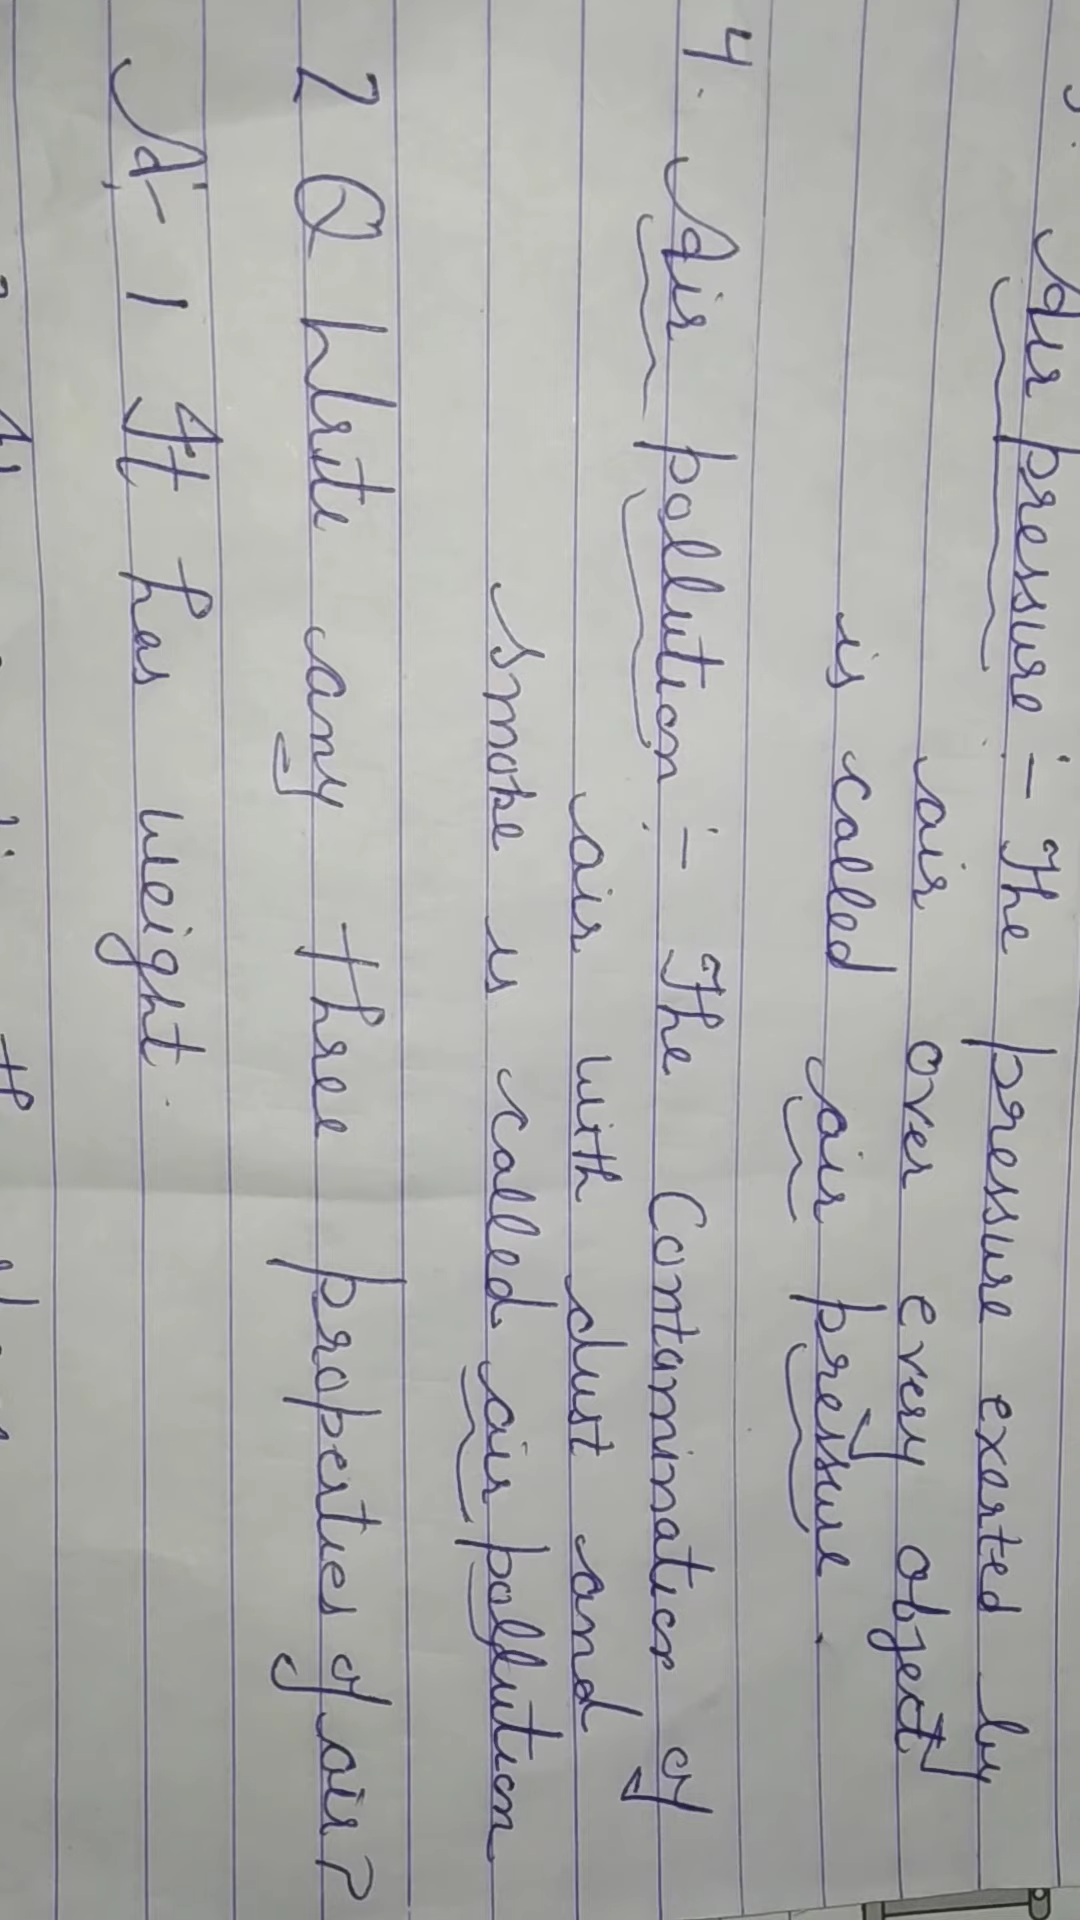 Air pressure :- The pressure exerted by
air over every object
is called air pressure.
4. Air pollution :- The Contamination of
air with dust and
smoke is called air pollution
2 Q Write any three properties of air?
A- 1 It has weight.